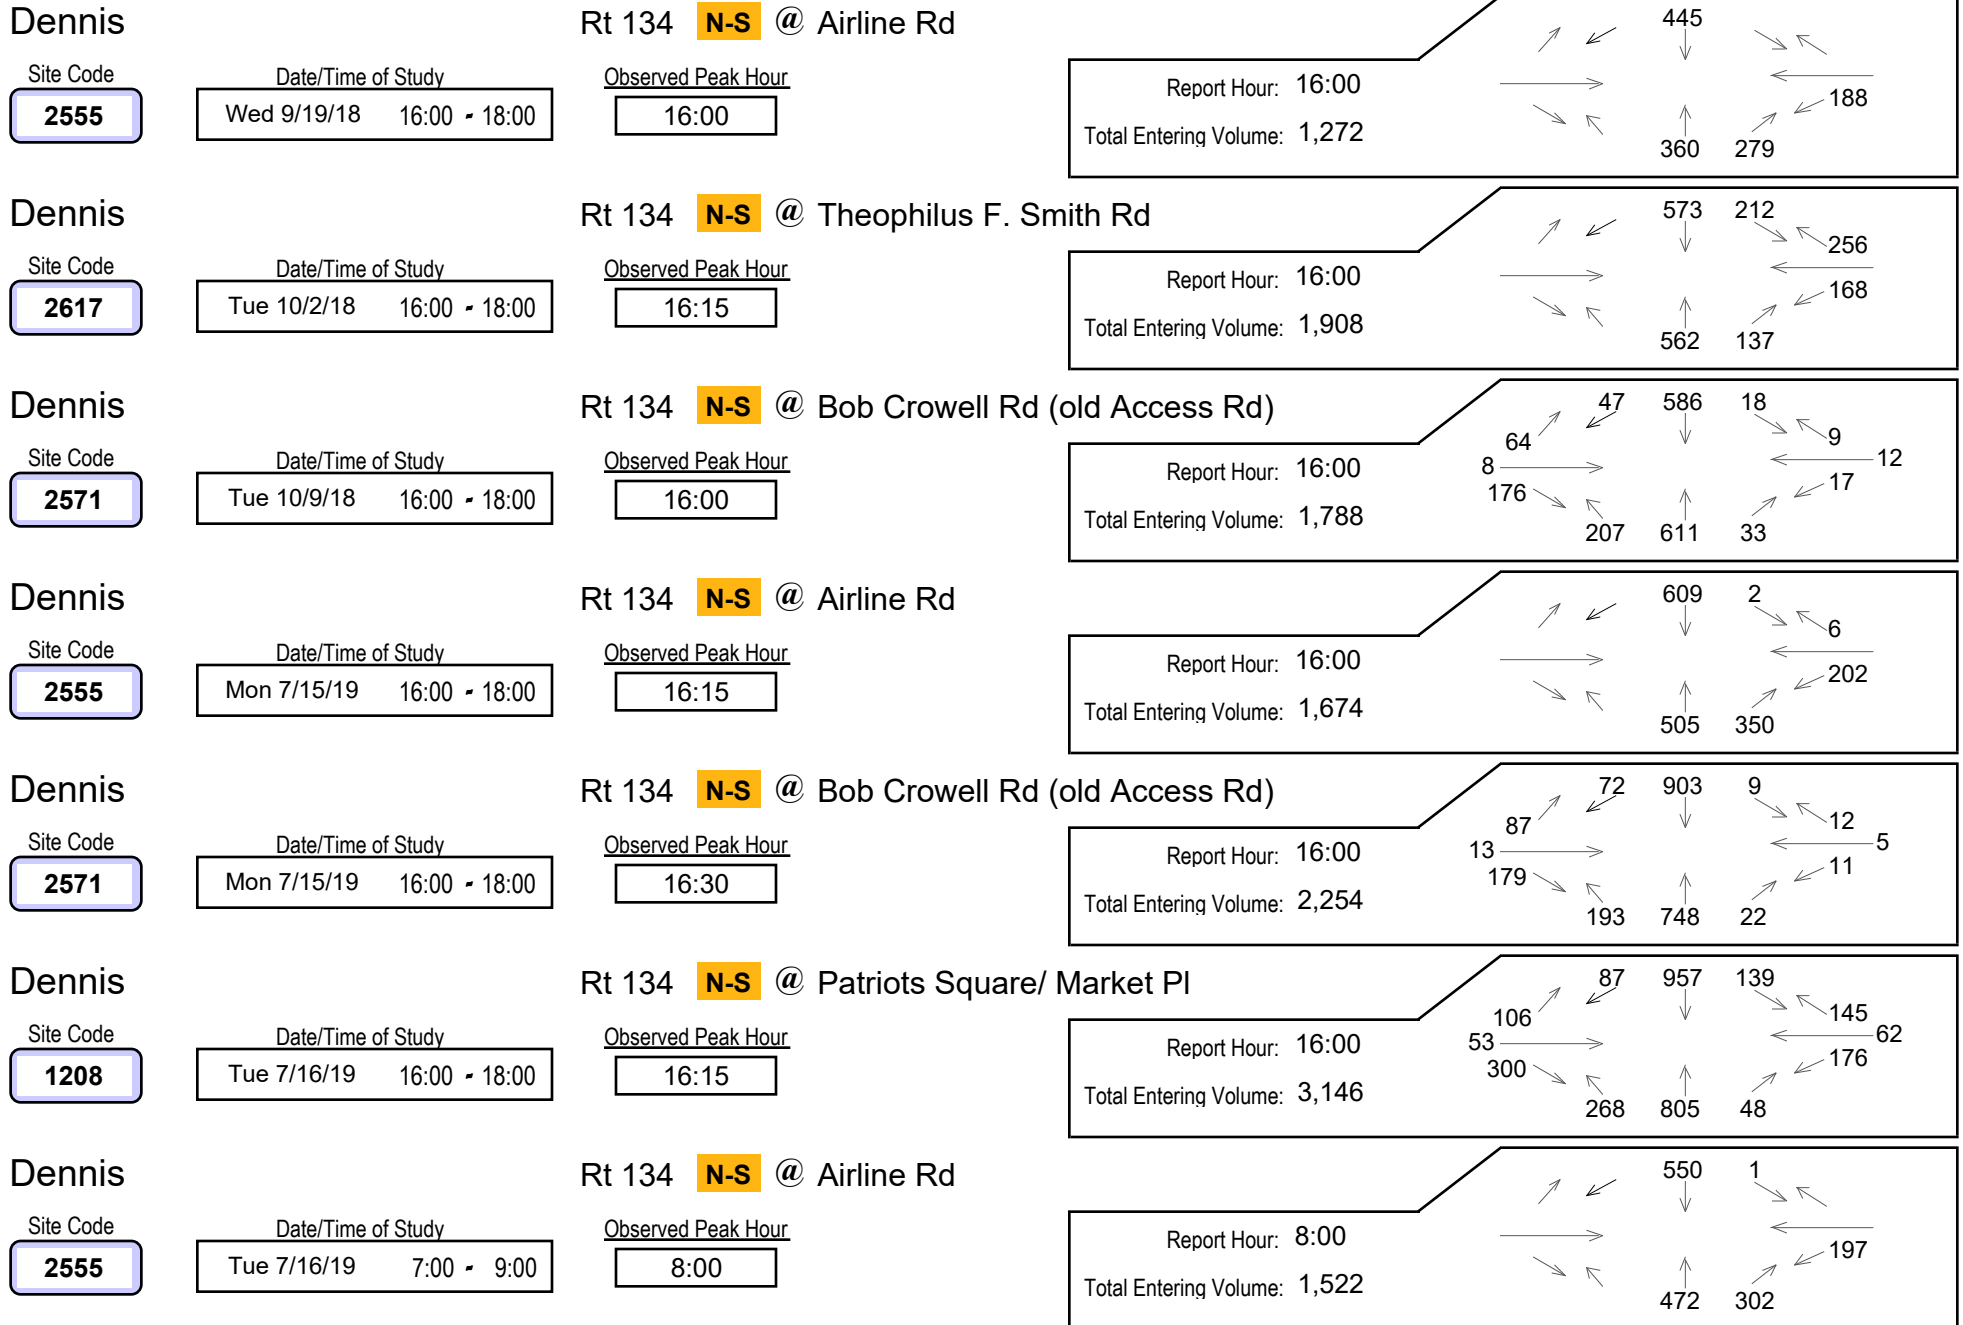 Dennis Rt 134 N-S @ Airline Rd
445
Site Code Date/Time of Study Observed Peak Hour
2555 Wed 9/19/18 16:00 - 18:00 16:00
Report Hour: 16:00
188
Total Entering Volume: 1,272
360 279
Dennis Rt 134 N-S @ Theophilus F. Smith Rd
573 212
256
Site Code Date/Time of Study Observed Peak Hour
2617 Tue 10/2/18 16:00 - 18:00 16:15
Report Hour: 16:00
168
Total Entering Volume: 1,908
562 137
Dennis Rt 134 N-S @ Bob Crowell Rd (old Access Rd)
47 586 18
64 9
Site Code Date/Time of Study Observed Peak Hour
2571 Tue 10/9/18 16:00 - 18:00 16:00
Report Hour: 16:00
8 12
176 17
Total Entering Volume: 1,788
207 611 33
Dennis Rt 134 N-S @ Airline Rd
609 2
6
Site Code Date/Time of Study Observed Peak Hour
2555 Mon 7/15/19 16:00 - 18:00 16:15
Report Hour: 16:00
202
Total Entering Volume: 1,674
505 350
Dennis Rt 134 N-S @ Bob Crowell Rd (old Access Rd)
72 903 9
87 12
Site Code Date/Time of Study Observed Peak Hour
2571 Mon 7/15/19 16:00 - 18:00 16:30
Report Hour: 16:00
13 5
179 11
Total Entering Volume: 2,254
193 748 22
Dennis Rt 134 N-S @ Patriots Square/ Market Pl
87 957 139
106 145
Site Code Date/Time of Study Observed Peak Hour
1208 Tue 7/16/19 16:00 - 18:00 16:15
Report Hour: 16:00
53 62
300 176
Total Entering Volume: 3,146
268 805 48
Dennis Rt 134 N-S @ Airline Rd
550 1
Site Code Date/Time of Study Observed Peak Hour
2555 Tue 7/16/19 7:00 - 9:00 8:00
Report Hour: 8:00
197
Total Entering Volume: 1,522
472 302